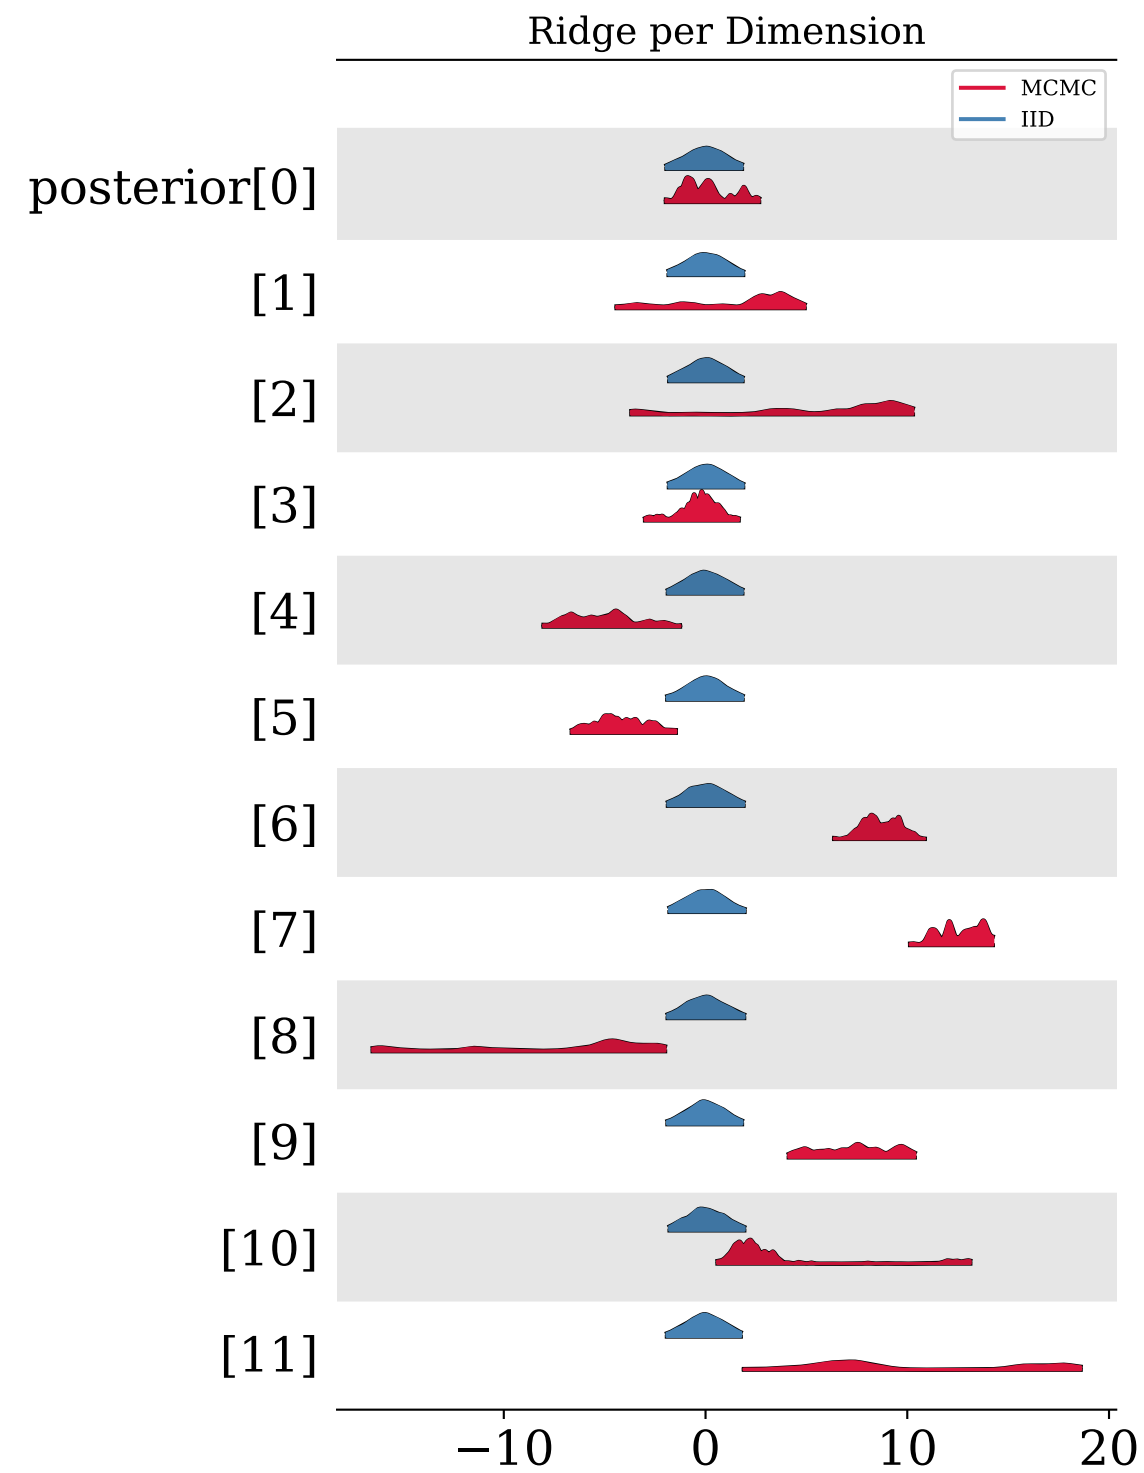 Ridge per Dimension
MCMC
IID
posterior[0]
[1]
[2]
[3]
[4]
[5]
[6]
[7]
[8]
[9]
[10]
[11]
−10 0 10 20